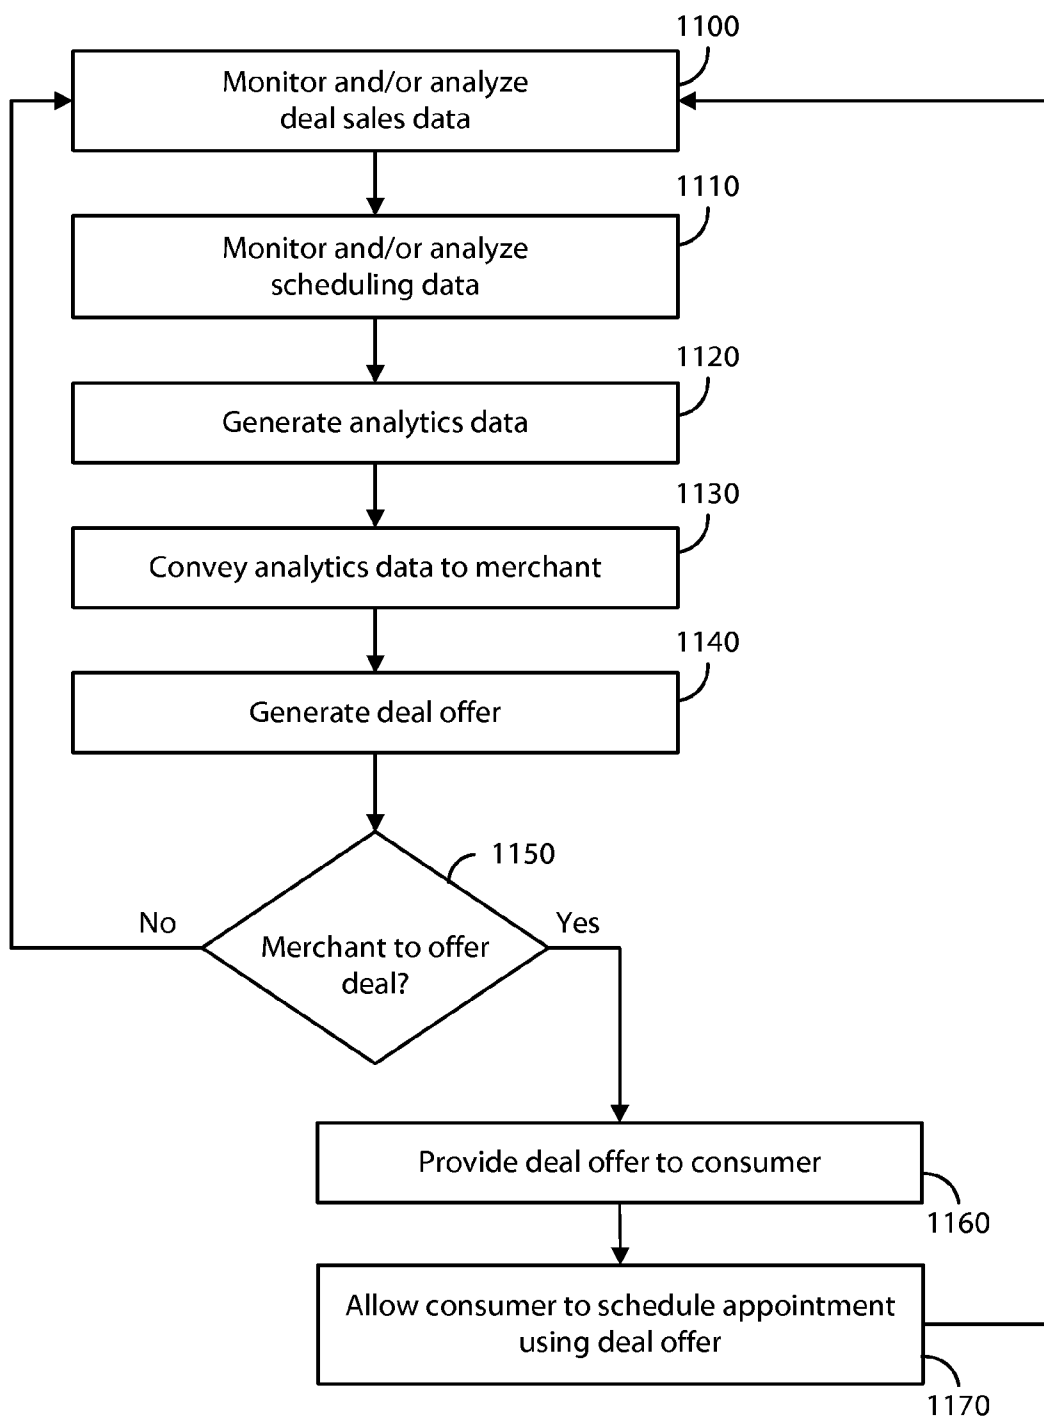 1100
Monitor and/or analyze
deal sales data
1110
Monitor and/or analyze
scheduling data
1120
Generate analytics data
1130
Convey analytics data to merchant
1140
Generate deal offer
1150
No
Yes
Merchant to offer
deal?
Provide deal offer to consumer
1160
Allow consumer to schedule appointment
using deal offer
1170